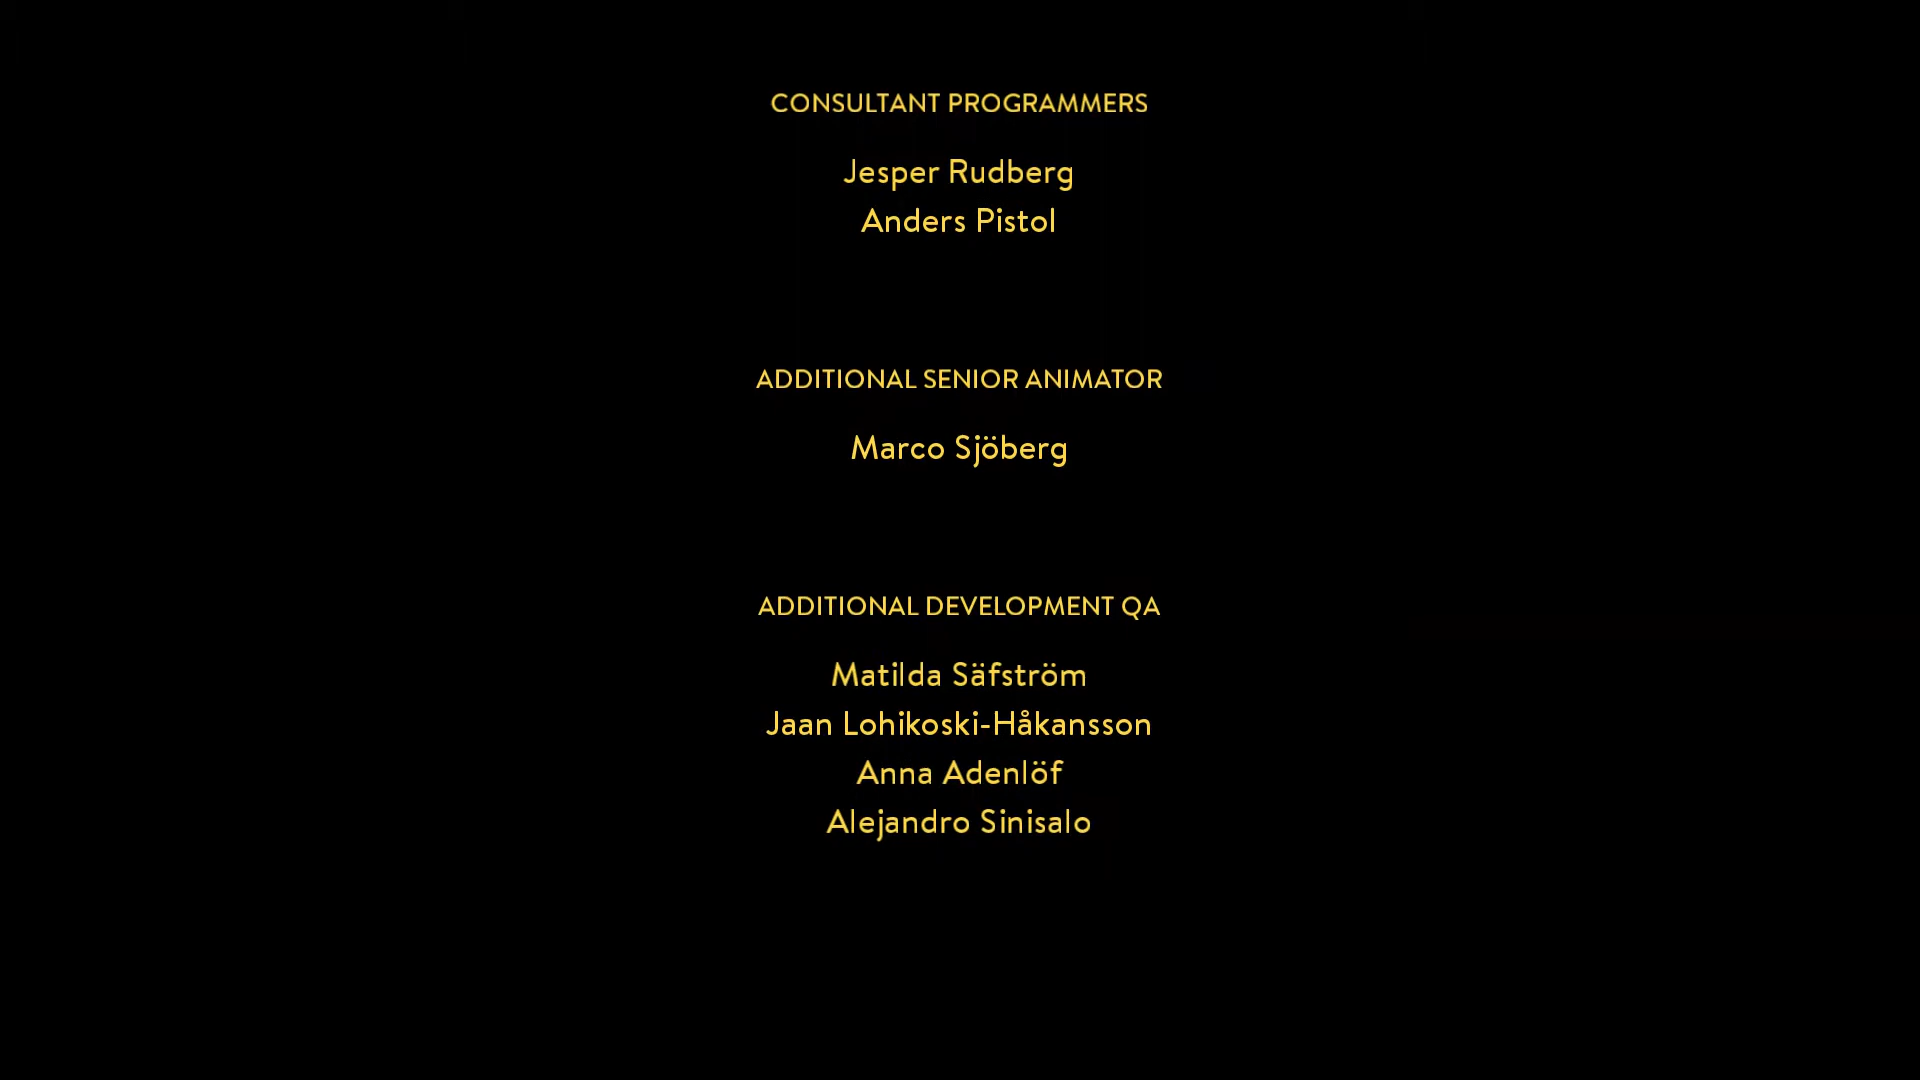 CONSULTANT PROGRAMMERS
Jesper Rudberg
Anders Pistol
ADDITIONAL SENIOR ANIMATOR
Marco Sjöberg
ADDITIONAL DEVELOPMENT QA
Matilda Säfström
Jaan Lohikoski-Håkansson
Anna Adenlöf
Alejandro Sinisalo